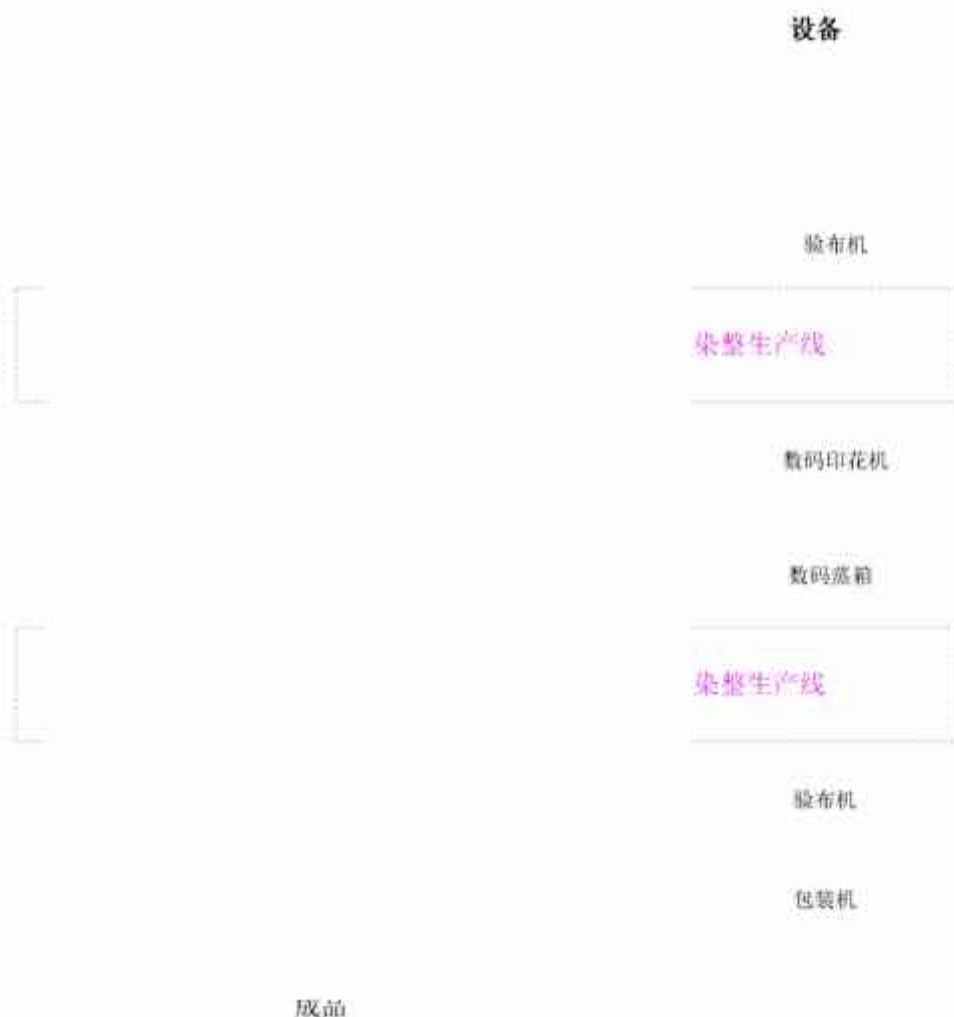 设备
验布机
染整生产线
数码印花机
数码蒸箱
染整生产线
验布机
包装机
成品